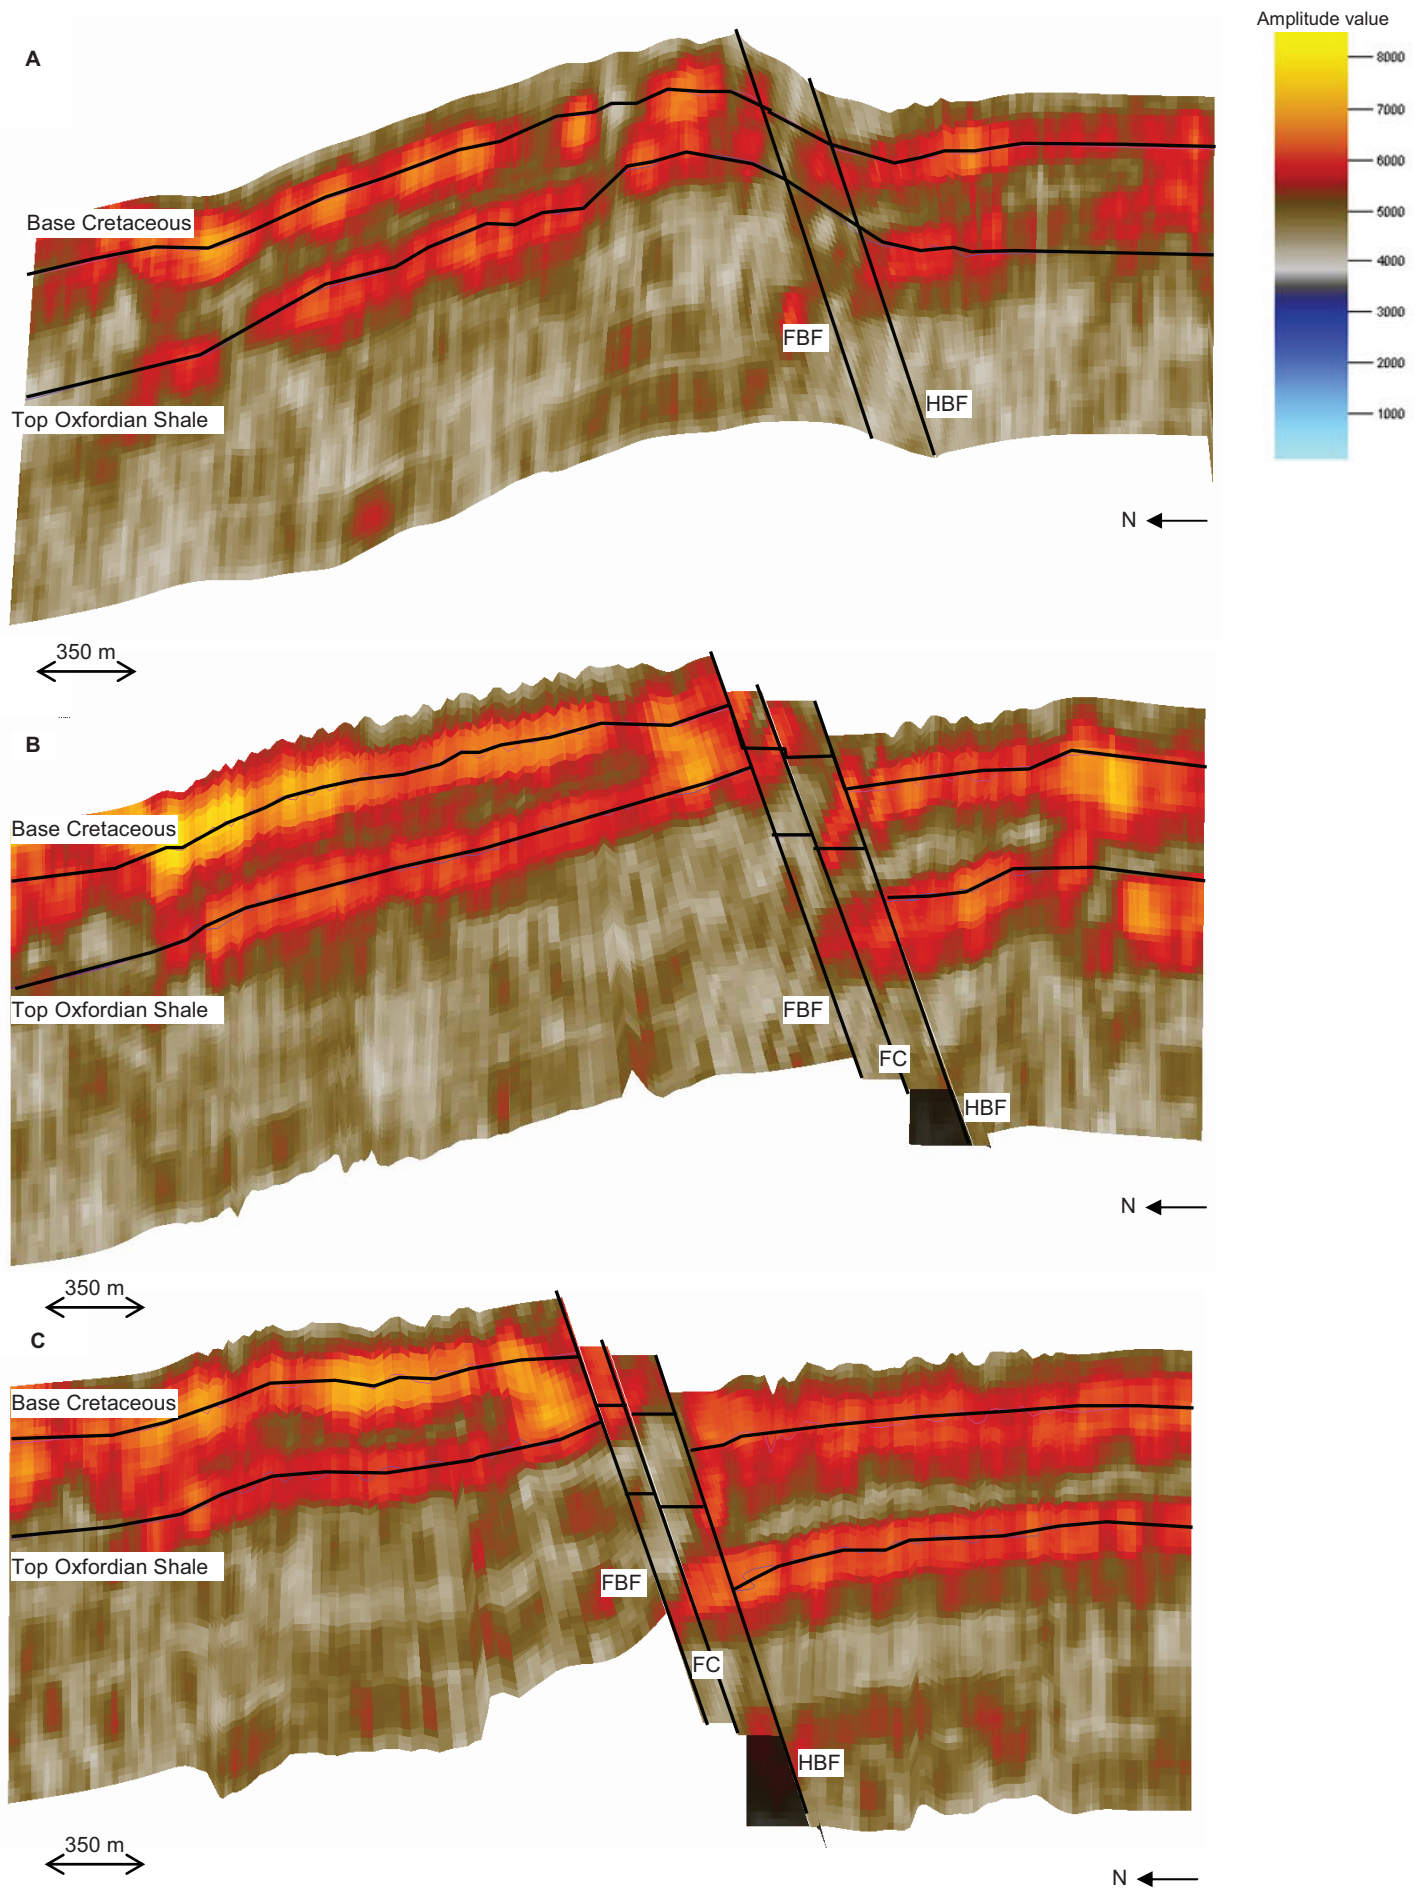 Amplitude value
A
8000
7000
6000
5000
4000
3000
2000
1000
Base Cretaceous
FBF
HBF
Top Oxfordian Shale
N
350 m
B
Base Cretaceous
Top Oxfordian Shale
FBF
FC
HBF
N
350 m
C
Base Cretaceous
Top Oxfordian Shale
FBF
FC
HBF
350 m
N